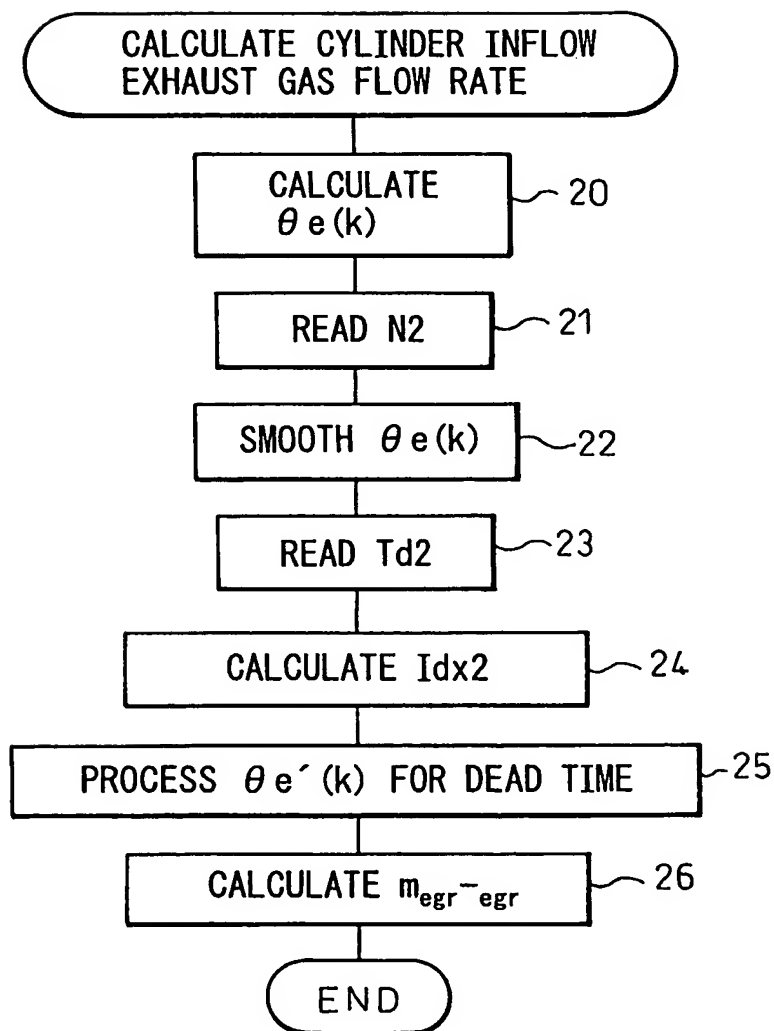 CALCULATE CYLINDER INFLOW
EXHAUST GAS FLOW RATE
CALCULATE
θe(k)
20
READ N2
21
SMOOTH θe(k)
22
READ Td2
23
CALCULATE Idx2
24
PROCESS θe´(k) FOR DEAD TIME
25
CALCULATE megr-egr
26
END